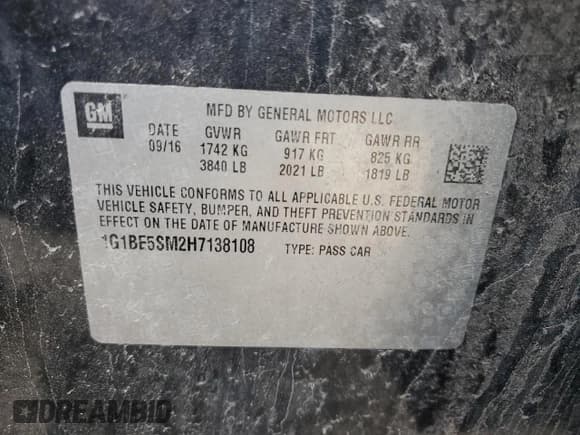 GM
MFD BY GENERAL MOTORS LLC
DATE GVWR GAWR FRT GAWR RR
09/16 1742 KG 917 KG 825 KG
3840 LB 2021 LB 1819 LB
THIS VEHICLE CONFORMS TO ALL APPLICABLE U.S. FEDERAL MOTOR
VEHICLE SAFETY, BUMPER, AND THEFT PREVENTION STANDARDS IN
EFFECT ON THE DATE OF MANUFACTURE SHOWN ABOVE.
1G1BE5SM2H7138108 TYPE: PASS CAR
DREAMBID